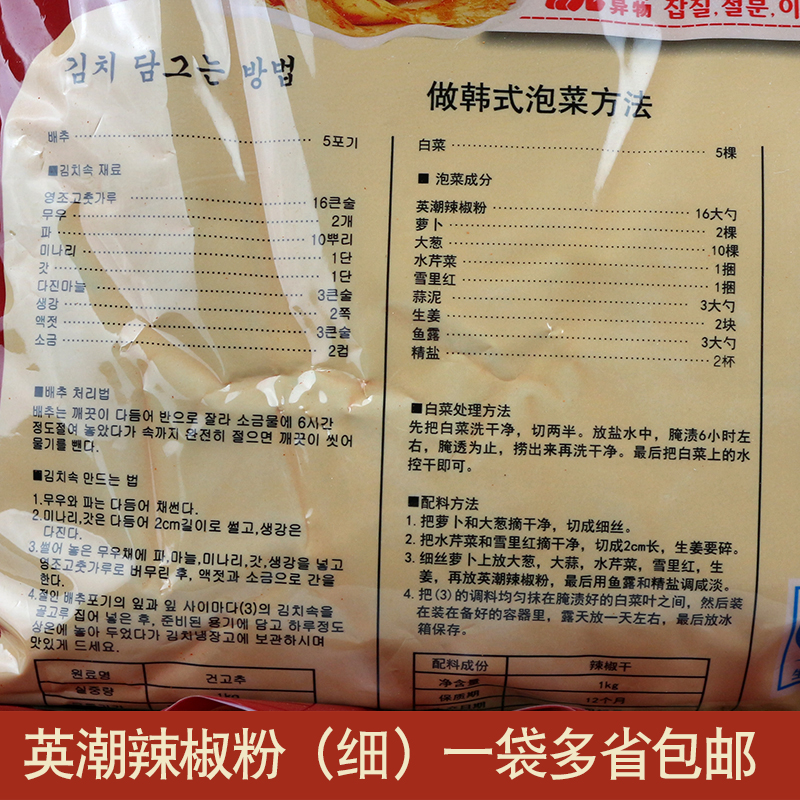 异物 잡질,철문,이
김치 담그는 방법
배추 5포기
■김치속 재료
영조고춧가루 16큰술
무우 2개
파 10뿌리
미나리 1단
갓 1단
다진마늘 3큰술
생강 2쪽
액젓 3큰술
소금 2컵
■배추 처리법
배추는 깨끗이 다듬어 반으로 잘라 소금물에 6시간
정도절여 놓았다가 속까지 완전히 절으면 깨끗이 씻어
물기를 뺀다.
■김치속 만드는 법
1.무우와 파는 다듬어 채썬다.
2.미나리,갓은 다듬어 2cm길이로 썰고,생강은
다진다.
3.썰어 놓은 무우채에 파,마늘,미나리,갓,생강을 넣고
영조고춧가루로 버무리 후, 액젓과 소금으로 간을
한다.
4.절인 배추포기의 잎과 잎 사이마다(3)의 김치속을
골고루 집어 넣은 후, 준비된 용기에 담고 하루정도
상온에 놓아 두었다가 김치냉장고에 보관하시며
맛있게 드세요.
원료명 건고추
실중량 1kg
做韩式泡菜方法
白菜 5棵
■ 泡菜成分
英潮辣椒粉 16大勺
萝卜 2棵
大葱 10棵
水芹菜 1捆
雪里红 1捆
蒜泥 3大勺
生姜 2块
鱼露 3大勺
精盐 2杯
■白菜处理方法
先把白菜洗干净，切两半。放盐水中，腌渍6小时左
右，腌透为止，捞出来再洗干净。最后把白菜上的水
控干即可。
■配料方法
1. 把萝卜和大葱摘干净，切成细丝。
2. 把水芹菜和雪里红摘干净，切成2cm长，生姜要碎。
3. 细丝萝卜上放大葱，大蒜，水芹菜，雪里红，生
姜，再放英潮辣椒粉，最后用鱼露和精盐调咸淡。
4. 把(3)的调料均匀抹在腌渍好的白菜叶之间，然后装
在装在备好的容器里，露天放一天左右，最后放冰
箱保存。
配料成份 辣椒干
净含量 1kg
保质期 12个月
英潮辣椒粉（细）一袋多省包邮